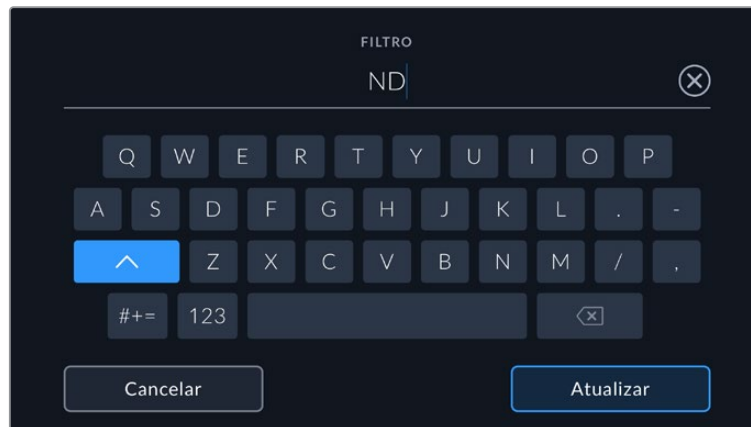 FILTRO
ND
Q W E R T Y U I O P
A S D F G H J K L . -
Z X C V B N M / ,
#+= 123
Cancelar Atualizar